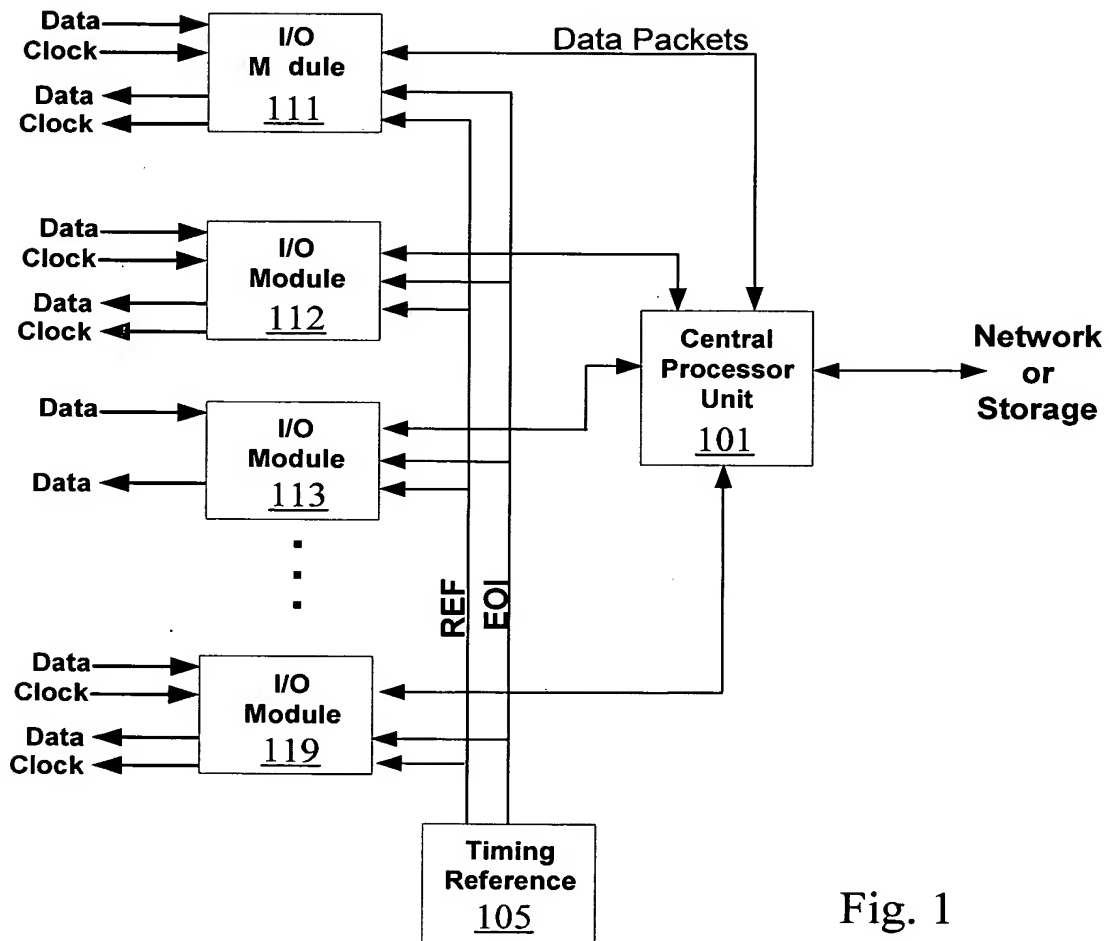 Data
Clock
Data
Clock
I/O
M dule
111
Data Packets
Data
Clock
Data
Clock
I/O
Module
112
Data
Data
I/O
Module
113
Central
Processor
Unit
101
Network
or
Storage
REF
EOI
Data
Clock
Data
Clock
I/O
Module
119
Timing
Reference
105
Fig. 1